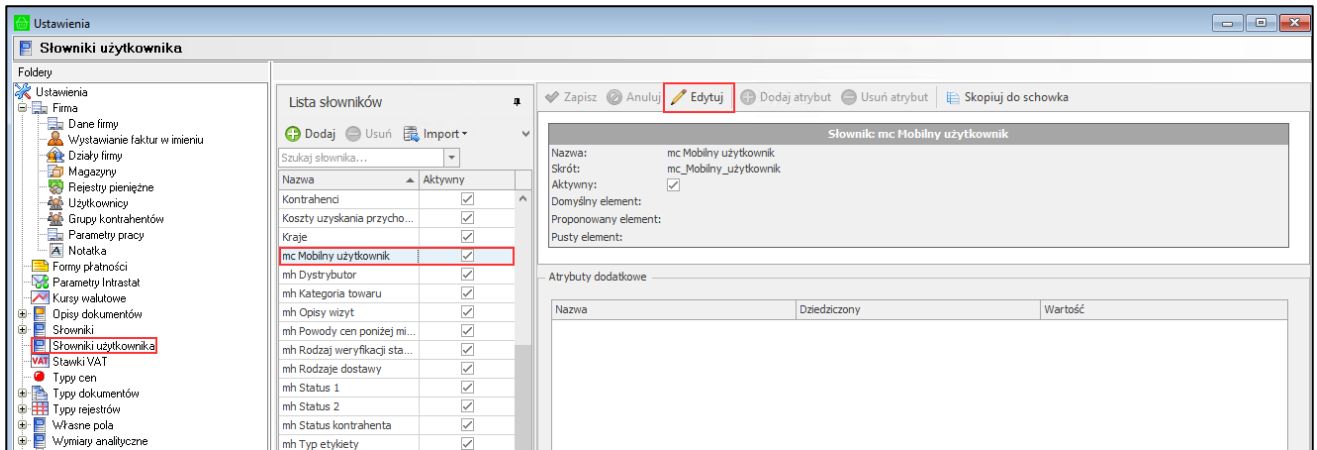 Ustawienia
Słowniki użytkownika
Foldery
Ustawienia
Firma
Dane firmy
Wystawianie faktur w imieniu
Działy firmy
Magazyny
Rejestry pieniężne
Użytkownicy
Grupy kontrahentów
Parametry pracy
A Notatka
Formy płatności
Parametry Intrastat
Kursy walutowe
Opisy dokumentów
Słowniki
Słowniki użytkownika
VAT Stawki VAT
Typy cen
Typy dokumentów
Typy rejestrów
Własne pola
Wymiary analityczne
Lista słowników
Dodaj Usuń Import
Szukaj słownika...
Nazwa Aktywny
Kontrahenci
Koszty uzyskania przycho...
Kraje
mc Mobilny użytkownik
mh Dystrybutor
mh Kategoria towaru
mh Opisy wizyt
mh Powody cen poniżej mi...
mh Rodzaj weryfikacji sta...
mh Rodzaje dostawy
mh Status 1
mh Status 2
mh Status kontrahenta
mh Typ etykiety
Zapisz Anuluj Edytuj Dodaj atrybut Usuń atrybut Skopiuj do schowka
Słownik: mc Mobilny użytkownik
Nazwa: mc Mobilny użytkownik
Skrót: mc_Mobilny_użytkownik
Aktywny:
Domyślny element:
Proponowany element:
Pusty element:
Atrybuty dodatkowe
Nazwa Dziedziczony Wartość